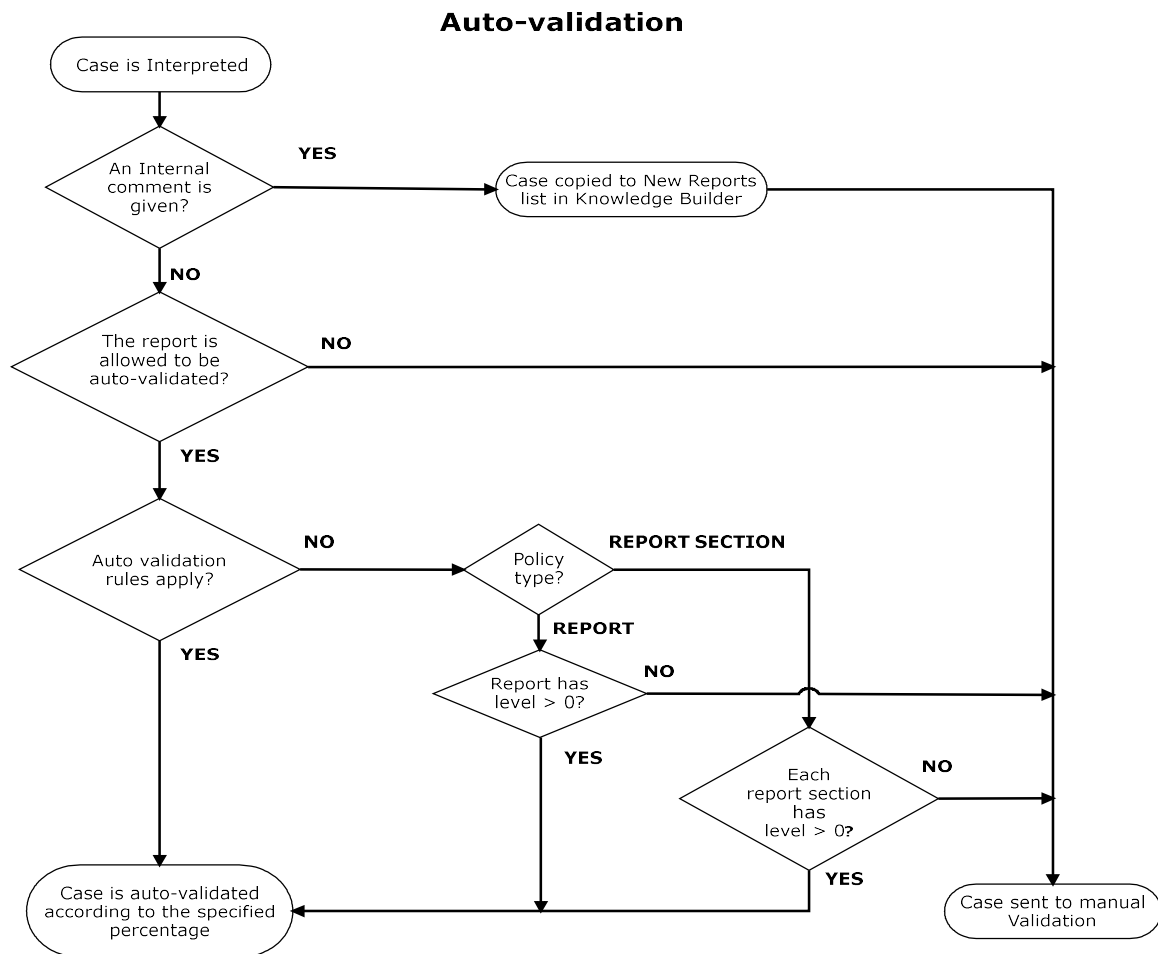 Auto-validation
Case is Interpreted
YES
An Internal
comment is
given?
Case copied to New Reports
list in Knowledge Builder
NO
The report is
allowed to be
auto-validated?
NO
YES
Auto validation
rules apply?
NO
Policy
type?
REPORT SECTION
REPORT
YES
Report has
level > 0?
NO
YES
Each
report section
has
level > 0?
NO
YES
Case is auto-validated
according to the specified
percentage
Case sent to manual
Validation